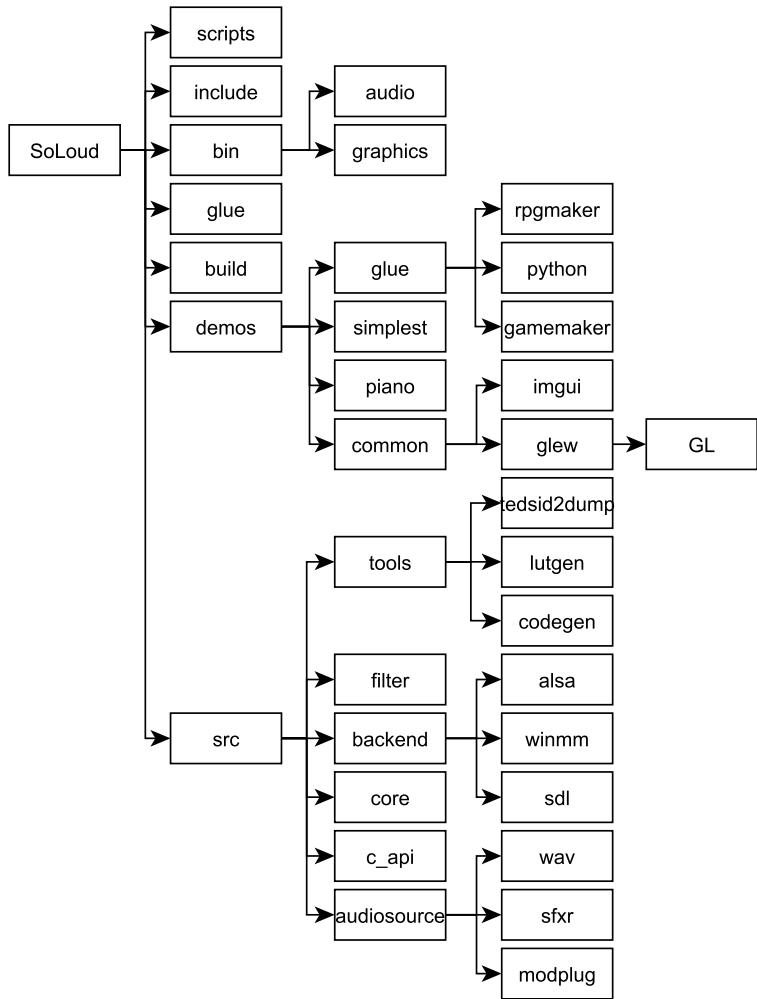 scripts
include
audio
SoLoud
bin
graphics
glue
rpgmaker
build
glue
python
demos
simplest
gamemaker
piano
imgui
common
glew
GL
tedsid2dump
tools
lutgen
codegen
filter
alsa
src
backend
winmm
core
sdl
c_api
wav
audiosource
sfxr
modplug